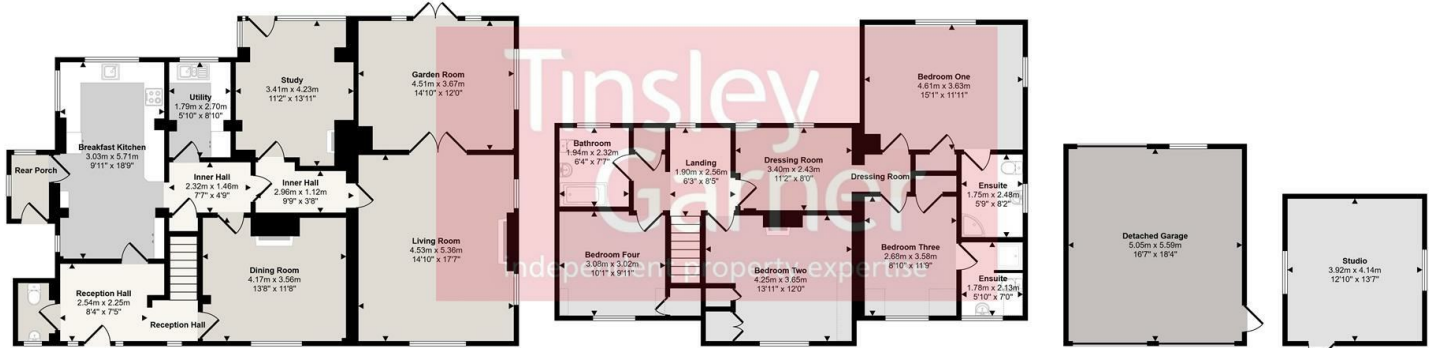 Tinsley
Garner
independent property expertise
Rear Porch
Breakfast Kitchen
3.03m x 5.71m
9'11" x 18'9"
Utility
1.79m x 2.70m
5'10" x 8'10"
Study
3.41m x 4.23m
11'2" x 13'11"
Garden Room
4.51m x 3.67m
14'10" x 12'0"
Inner Hall
2.32m x 1.46m
7'7" x 4'9"
Inner Hall
2.96m x 1.12m
9'9" x 3'8"
Living Room
4.53m x 5.36m
14'10" x 17'7"
Dining Room
4.17m x 3.56m
13'8" x 11'8"
Reception Hall
2.54m x 2.25m
8'4" x 7'5"
Reception Hall
Bathroom
1.94m x 2.32m
6'4" x 7'7"
Landing
1.90m x 2.56m
6'3" x 8'5"
Dressing Room
3.40m x 2.43m
11'2" x 8'0"
Dressing Room
Bedroom One
4.61m x 3.63m
15'1" x 11'11"
Ensuite
1.75m x 2.48m
5'9" x 8'2"
Bedroom Four
3.08m x 3.02m
10'1" x 9'11"
Bedroom Two
4.25m x 3.65m
13'11" x 12'0"
Bedroom Three
2.68m x 3.58m
8'10" x 11'9"
Ensuite
1.78m x 2.13m
5'10" x 7'0"
Detached Garage
5.05m x 5.59m
16'7" x 18'4"
Studio
3.92m x 4.14m
12'10" x 13'7"